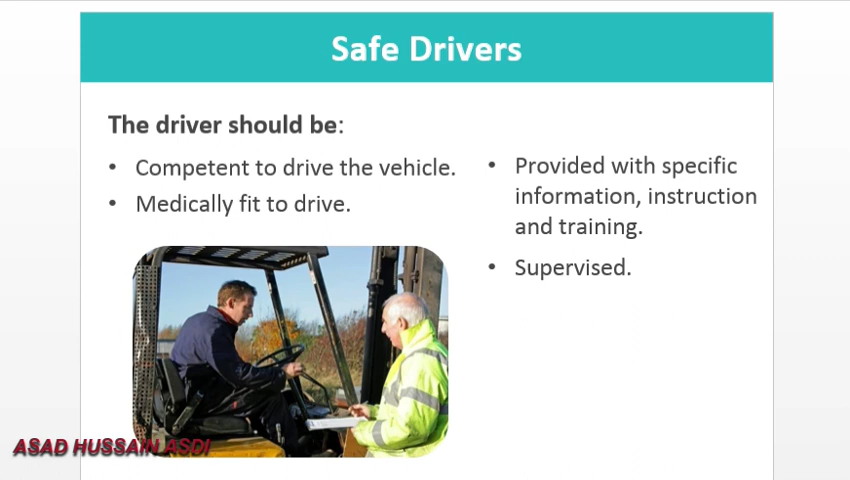 Safe Drivers
The driver should be:
• Competent to drive the vehicle.
• Medically fit to drive.
• Provided with specific
information, instruction
and training.
• Supervised.
ASAD HUSSAIN ASDI